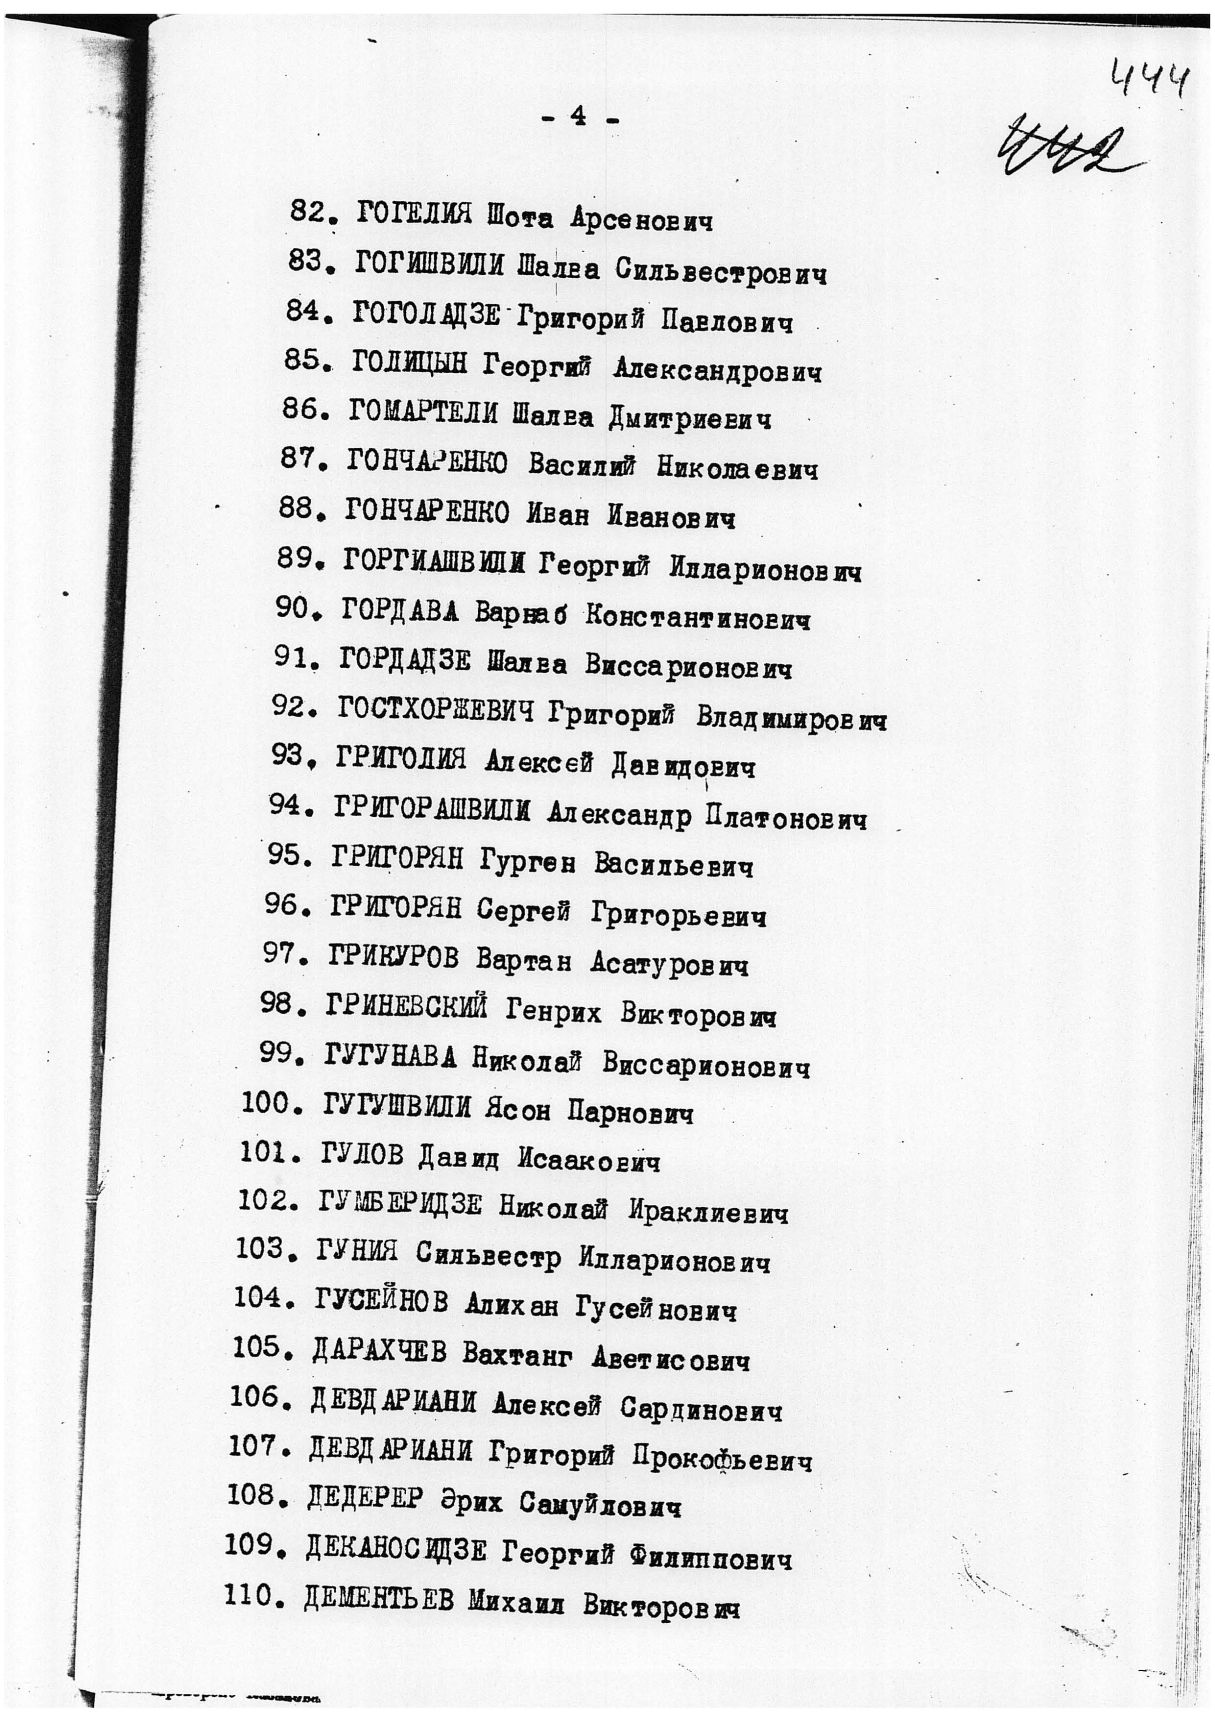 444
- 4 -
442
82. ГОГЕЛИЯ Шота Арсенович
83. ГОГИШВИЛИ Шалва Сильвестрович
84. ГОГОЛАДЗЕ Григорий Павлович
85. ГОЛИЦЫН Георгий Александрович
86. ГОМАРТЕЛИ Шалва Дмитриевич
87. ГОНЧАРЕНКО Василий Николаевич
88. ГОНЧАРЕНКО Иван Иванович
89. ГОРГИАШВИЛИ Георгий Илларионович
90. ГОРДАВА Варнаб Константинович
91. ГОРДАДЗЕ Шалва Виссарионович
92. ГОСТХОРЖЕВИЧ Григорий Владимирович
93. ГРИГОЛИЯ Алексей Давидович
94. ГРИГОРАШВИЛИ Александр Платонович
95. ГРИГОРЯН Гурген Васильевич
96. ГРИГОРЯН Сергей Григорьевич
97. ГРИКУРОВ Вартан Асатурович
98. ГРИНЕВСКИЙ Генрих Викторович
99. ГУГУНАВА Николай Виссарионович
100. ГУГУШВИЛИ Ясон Парнович
101. ГУЛОВ Давид Исаакович
102. ГУМБЕРИДЗЕ Николай Ираклиевич
103. ГУНИЯ Сильвестр Илларионович
104. ГУСЕЙНОВ Алихан Гусейнович
105. ДАРАХЧЕВ Вахтанг Аветисович
106. ДЕВДАРИАНИ Алексей Сардинович
107. ДЕВДАРИАНИ Григорий Прокофьевич
108. ДЕДЕРЕР Эрих Самуйлович
109. ДЕКАНОСИДЗЕ Георгий Филиппович
110. ДЕМЕНТЬЕВ Михаил Викторович